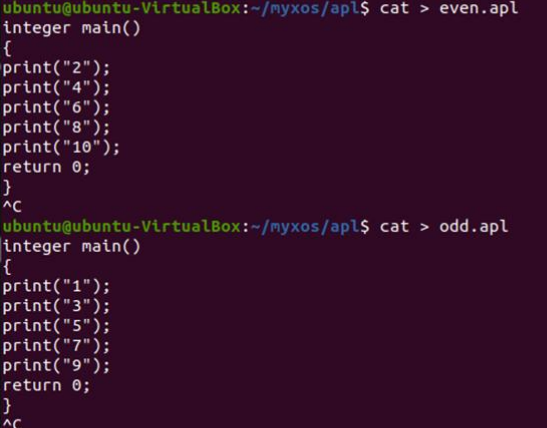 ubuntu@ubuntu-VirtualBox:~/myxos/apl$ cat > even.apl
integer main()
{
print("2");
print("4");
print("6");
print("8");
print("10");
return 0;
}
^C
ubuntu@ubuntu-VirtualBox:~/myxos/apl$ cat > odd.apl
integer main()
{
print("1");
print("3");
print("5");
print("7");
print("9");
return 0;
}
^C